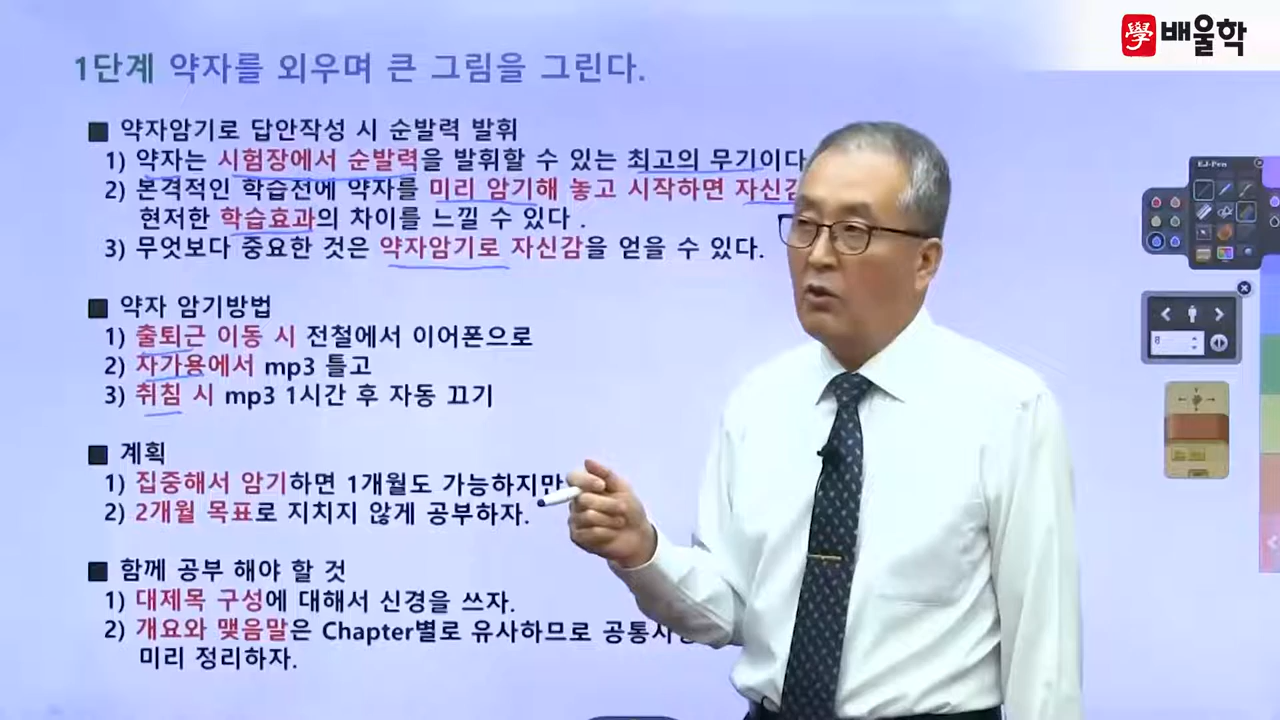 學 배울학
1단계 약자를 외우며 큰 그림을 그린다.
■ 약자암기로 답안작성 시 순발력 발휘
1) 약자는 시험장에서 순발력을 발휘할 수 있는 최고의 무기이다
2) 본격적인 학습전에 약자를 미리 암기해 놓고 시작하면 자신감
현저한 학습효과의 차이를 느낄 수 있다 .
3) 무엇보다 중요한 것은 약자암기로 자신감을 얻을 수 있다.
■ 약자 암기방법
1) 출퇴근 이동 시 전철에서 이어폰으로
2) 자가용에서 mp3 틀고
3) 취침 시 mp3 1시간 후 자동 끄기
■ 계획
1) 집중해서 암기하면 1개월도 가능하지만
2) 2개월 목표로 지치지 않게 공부하자.
■ 함께 공부 해야 할 것
1) 대제목 구성에 대해서 신경을 쓰자.
2) 개요와 맺음말은 Chapter별로 유사하므로
미리 정리하자.
EJ-Pen
8